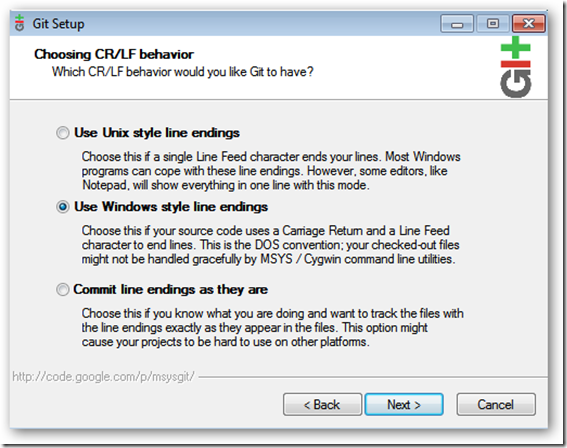 Git Setup
Choosing CR/LF behavior
Which CR/LF behavior would you like Git to have?
GIt
Use Unix style line endings
Choose this if a single Line Feed character ends your lines. Most Windows
programs can cope with these line endings. However, some editors, like
Notepad, will show everything in one line with this mode.
Use Windows style line endings
Choose this if your source code uses a Carriage Return and a Line Feed
character to end lines. This is the DOS convention; your checked-out files
might not be handled gracefully by MSYS / Cygwin command line utilities.
Commit line endings as they are
Choose this if you know what you are doing and want to track the files with
the line endings exactly as they appear in the files. This option might
cause your projects to be hard to use on other platforms.
http://code.google.com/p/msysgit/
< Back
Next >
Cancel